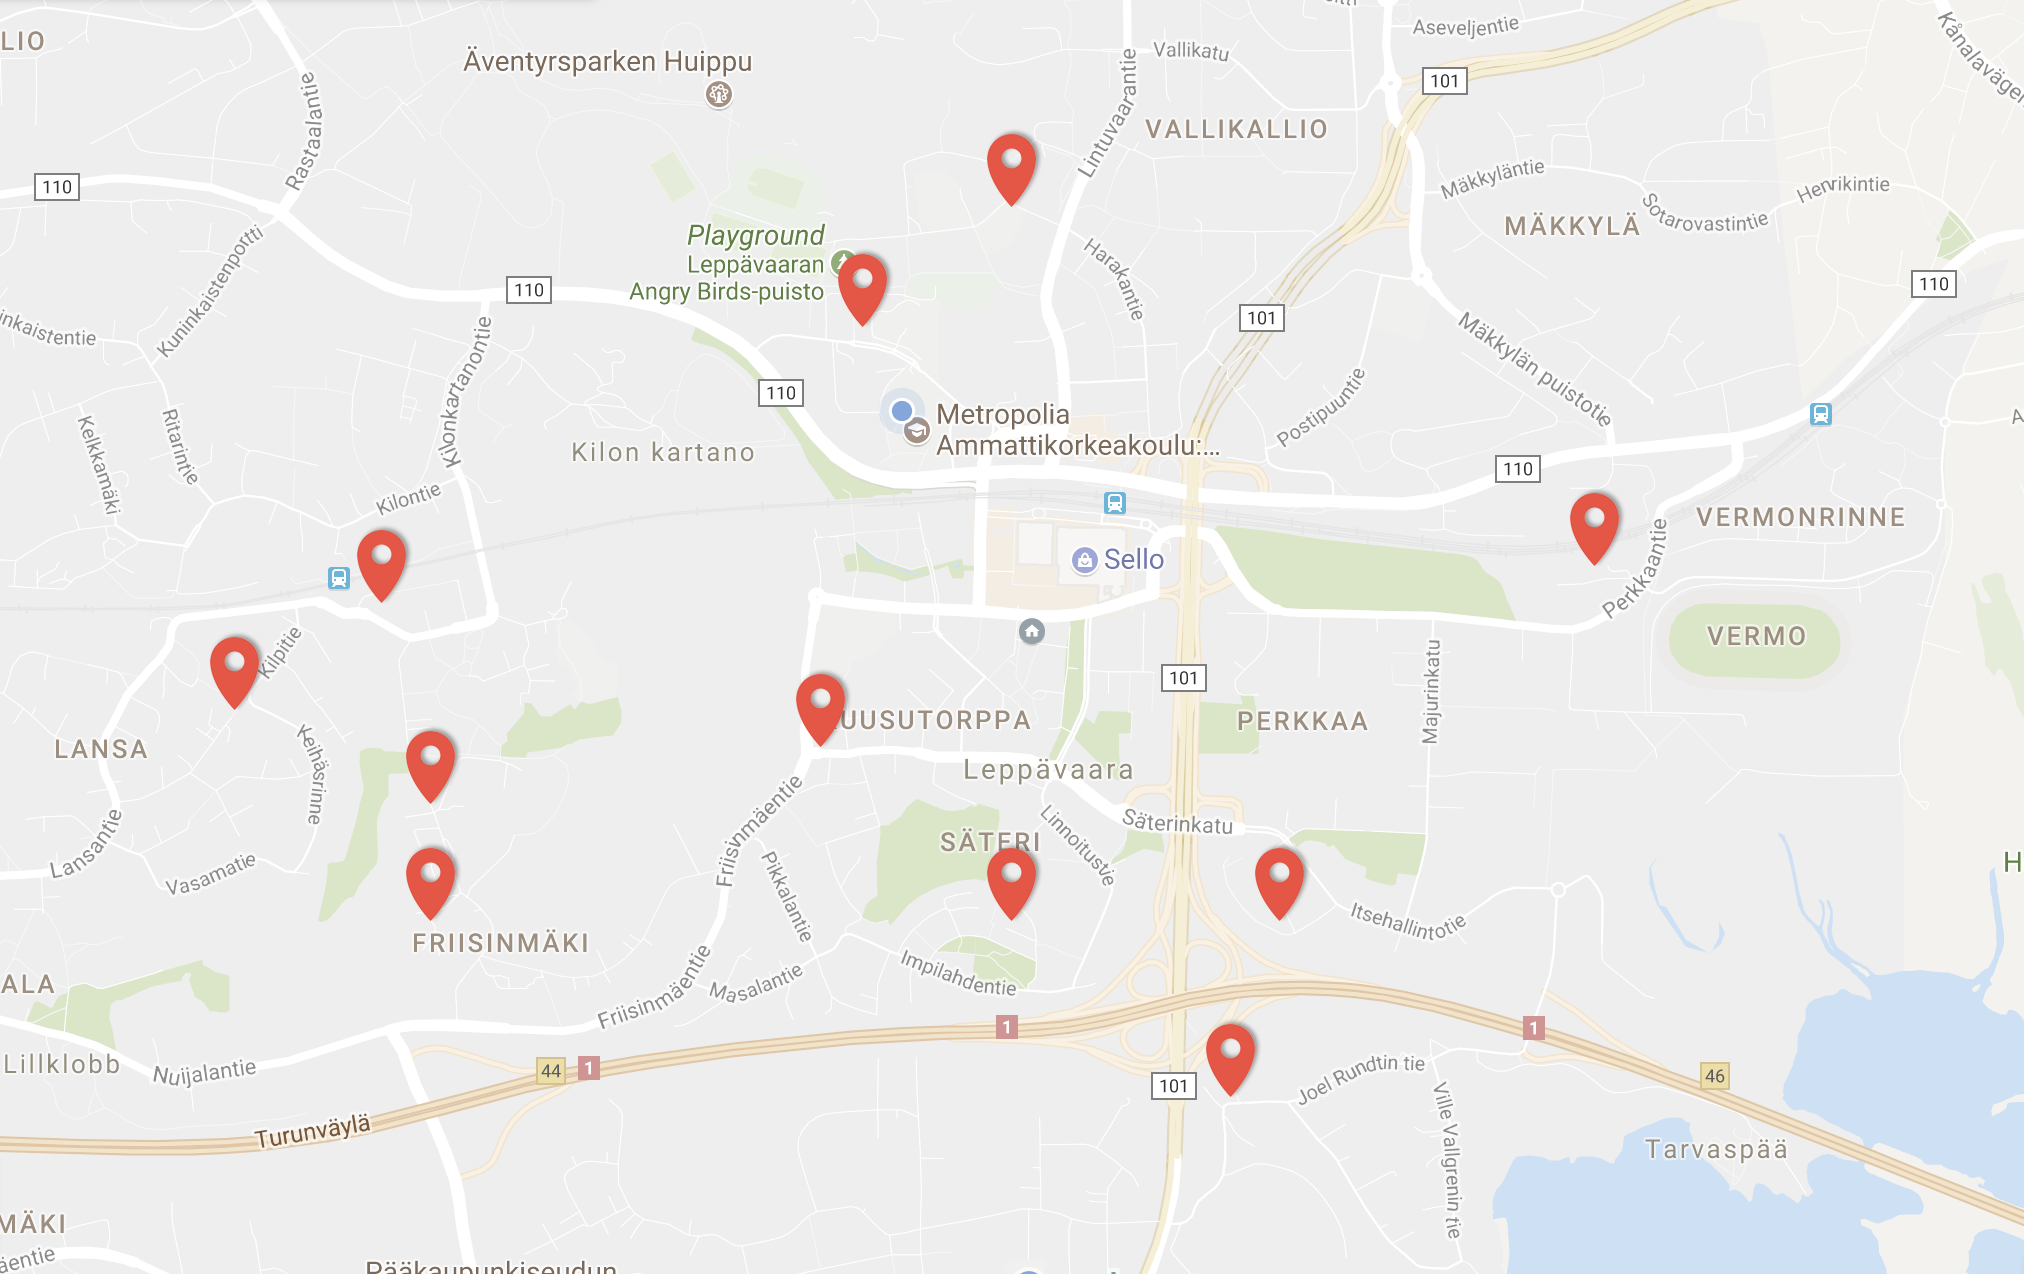 LIO
Äventyrsparken Huippu
Rastaalantie
Lintuvaarantie
Vallikatu
Aseveljentie
Kånalavägen
101
VALLIKALLIO
110
Mäkkyläntie
Henrikintie
Sotarovastintie
MÄKKYLÄ
Kuninkaistenportti
Playground
Leppävaaran
Angry Birds-puisto
Harakantie
110
110
101
inkaistentie
Kilonkartanontie
Mäkkylän puistotie
110
Postipuuntie
Metropolia
Ammattikorkeakoulu:...
Kelkkamäki
Ritarintie
Kilon kartano
110
Kilontie
VERMONRINNE
Sello
Perkkaantie
Kilpitie
VERMO
101
Majurinkatu
UUSUTORPPA
PERKKAA
LANSA
Keihäsrinne
Leppävaara
Friisinmäentie
Säterinkatu
SÄTERI
Lansantie
Vasamatie
Pikkalantie
H
Itsehallintotie
FRIISINMÄKI
ALA
Masalantie
Impilahdentie
Friisinmäentie
1
1
Lillklobb
Nuijalantie
44
1
101
Joel Rundtin tie
46
Turunväylä
Ville Vallgrenin tie
Tarvaspää
MÄKI
äentie
Pääkaupunkiseudun